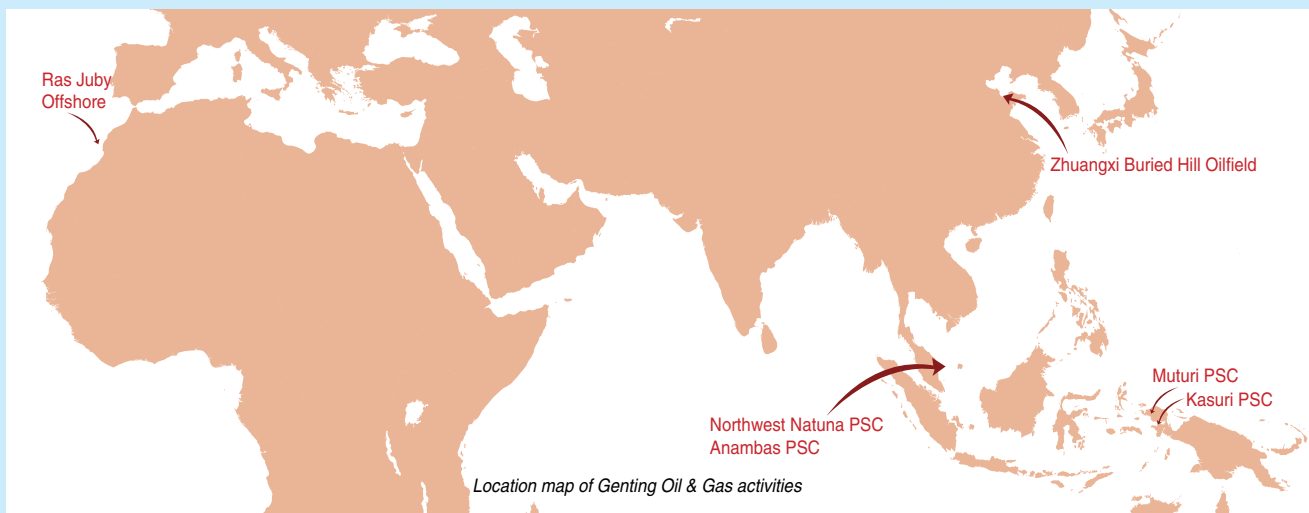 Ras Juby
Offshore
Zhuangxi Buried Hill Oilfield
Muturi PSC
Kasuri PSC
Northwest Natuna PSC
Anambas PSC
Location map of Genting Oil & Gas activities